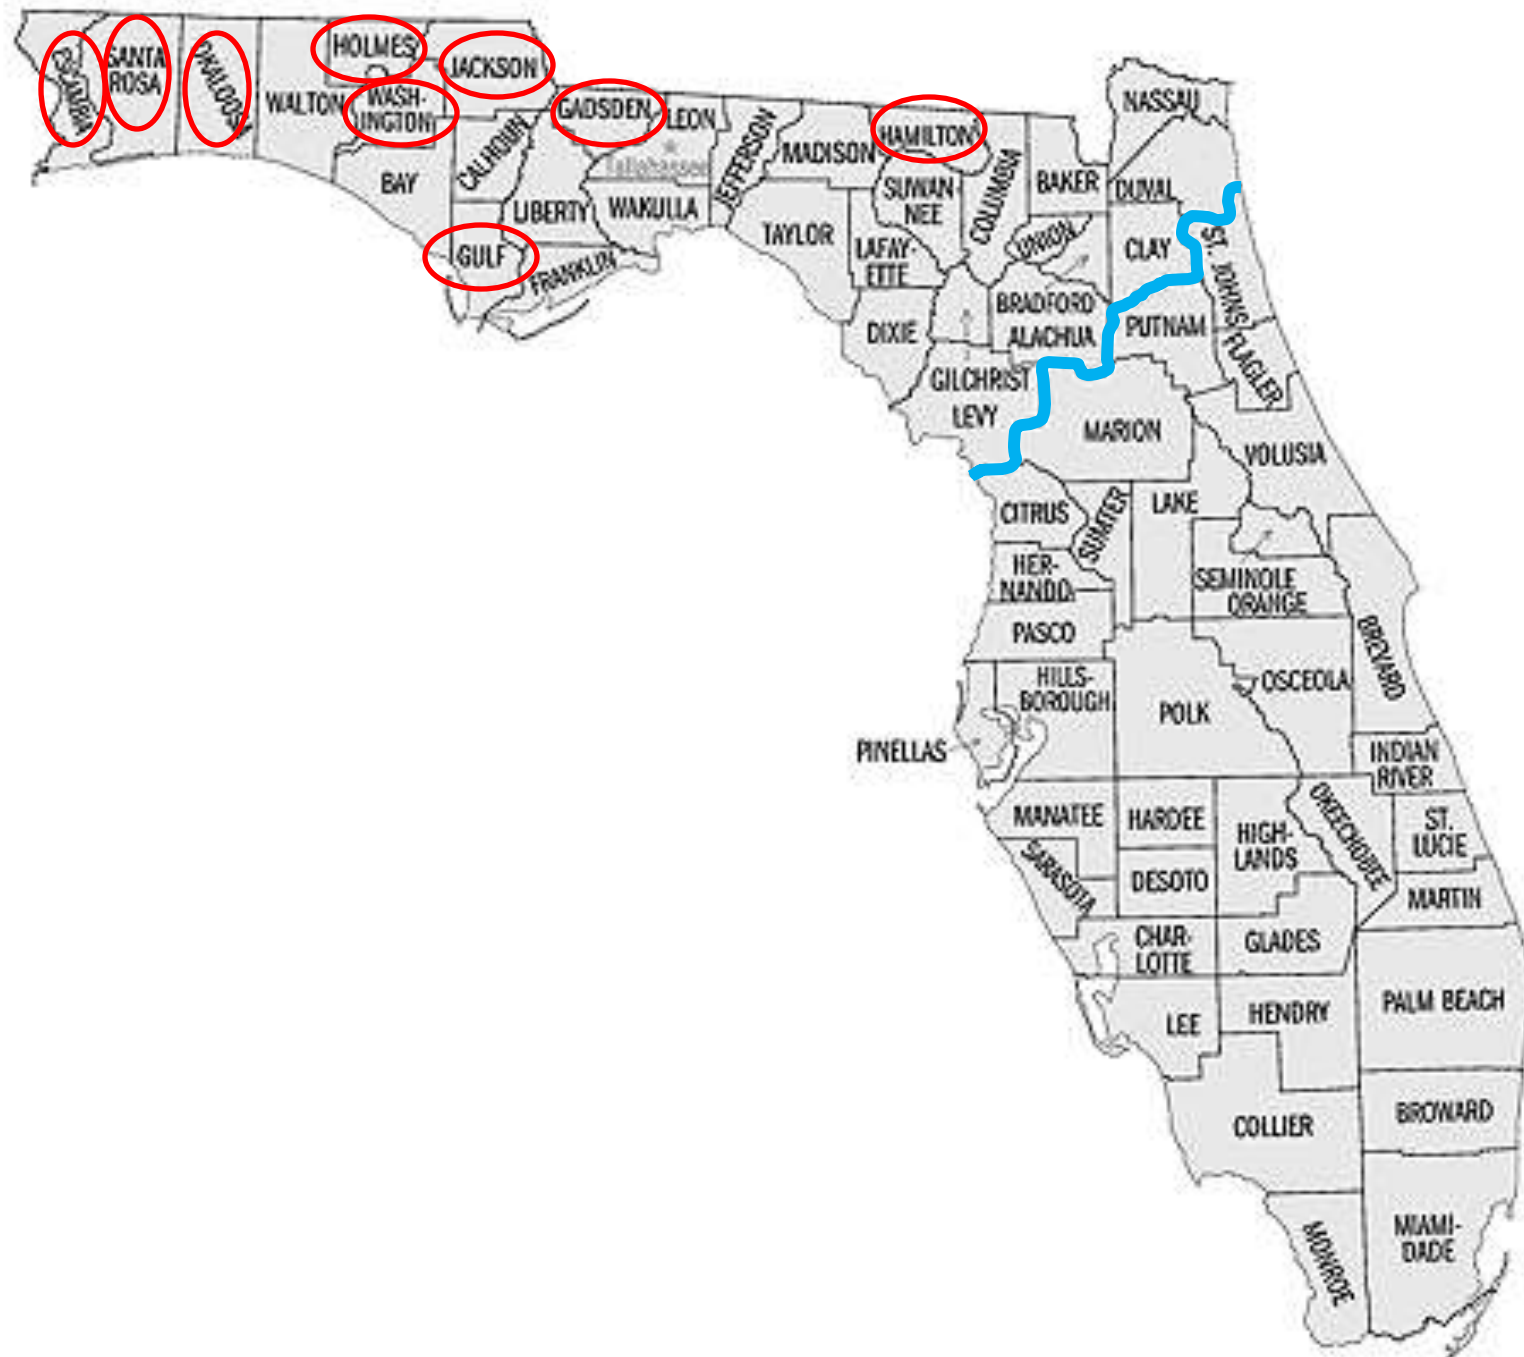 ESCAMBIA
SANTA
ROSA
OKALOOSA
WALTON
HOLMES
WASH-
INGTON
JACKSON
BAY
CALHOUN
GULF
GADSDEN
LIBERTY
FRANKLIN
LEON
Tallahassee
WAKULLA
JEFFERSON
MADISON
TAYLOR
HAMILTON
SUWAN-
NEE
LAFAY-
ETTE
DIXIE
COLUMBIA
BAKER
UNION
BRADFORD
ALACHUA
GILCHRIST
LEVY
NASSAU
DUVAL
CLAY
ST. JOHNS
PUTNAM
FLAGLER
MARION
VOLUSIA
CITRUS
SUMTER
LAKE
HER-
NANDO
SEMINOLE
ORANGE
PASCO
BREVARD
HILLS-
BOROUGH
POLK
OSCEOLA
PINELLAS
INDIAN
RIVER
MANATEE
HARDEE
HIGH-
LANDS
OKEECHOBEE
ST.
LUCIE
SARASOTA
DESOTO
MARTIN
CHAR-
LOTTE
GLADES
LEE
HENDRY
PALM BEACH
COLLIER
BROWARD
MONROE
MIAMI-
DADE